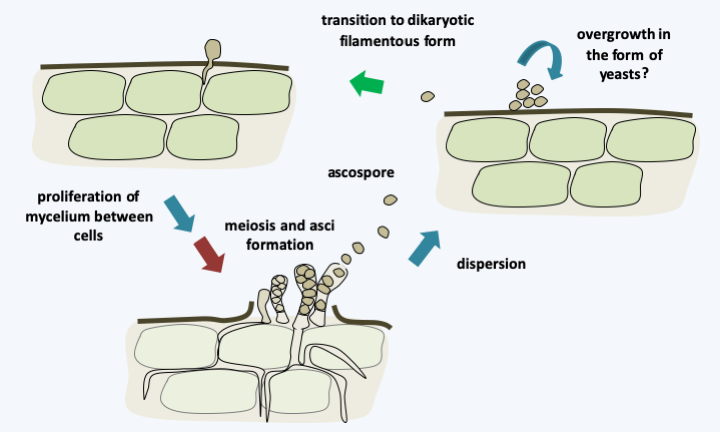 transition to dikaryotic
filamentous form
overgrowth in
the form of
yeasts?
ascospore
proliferation of
mycelium between
cells
meiosis and asci
formation
dispersion